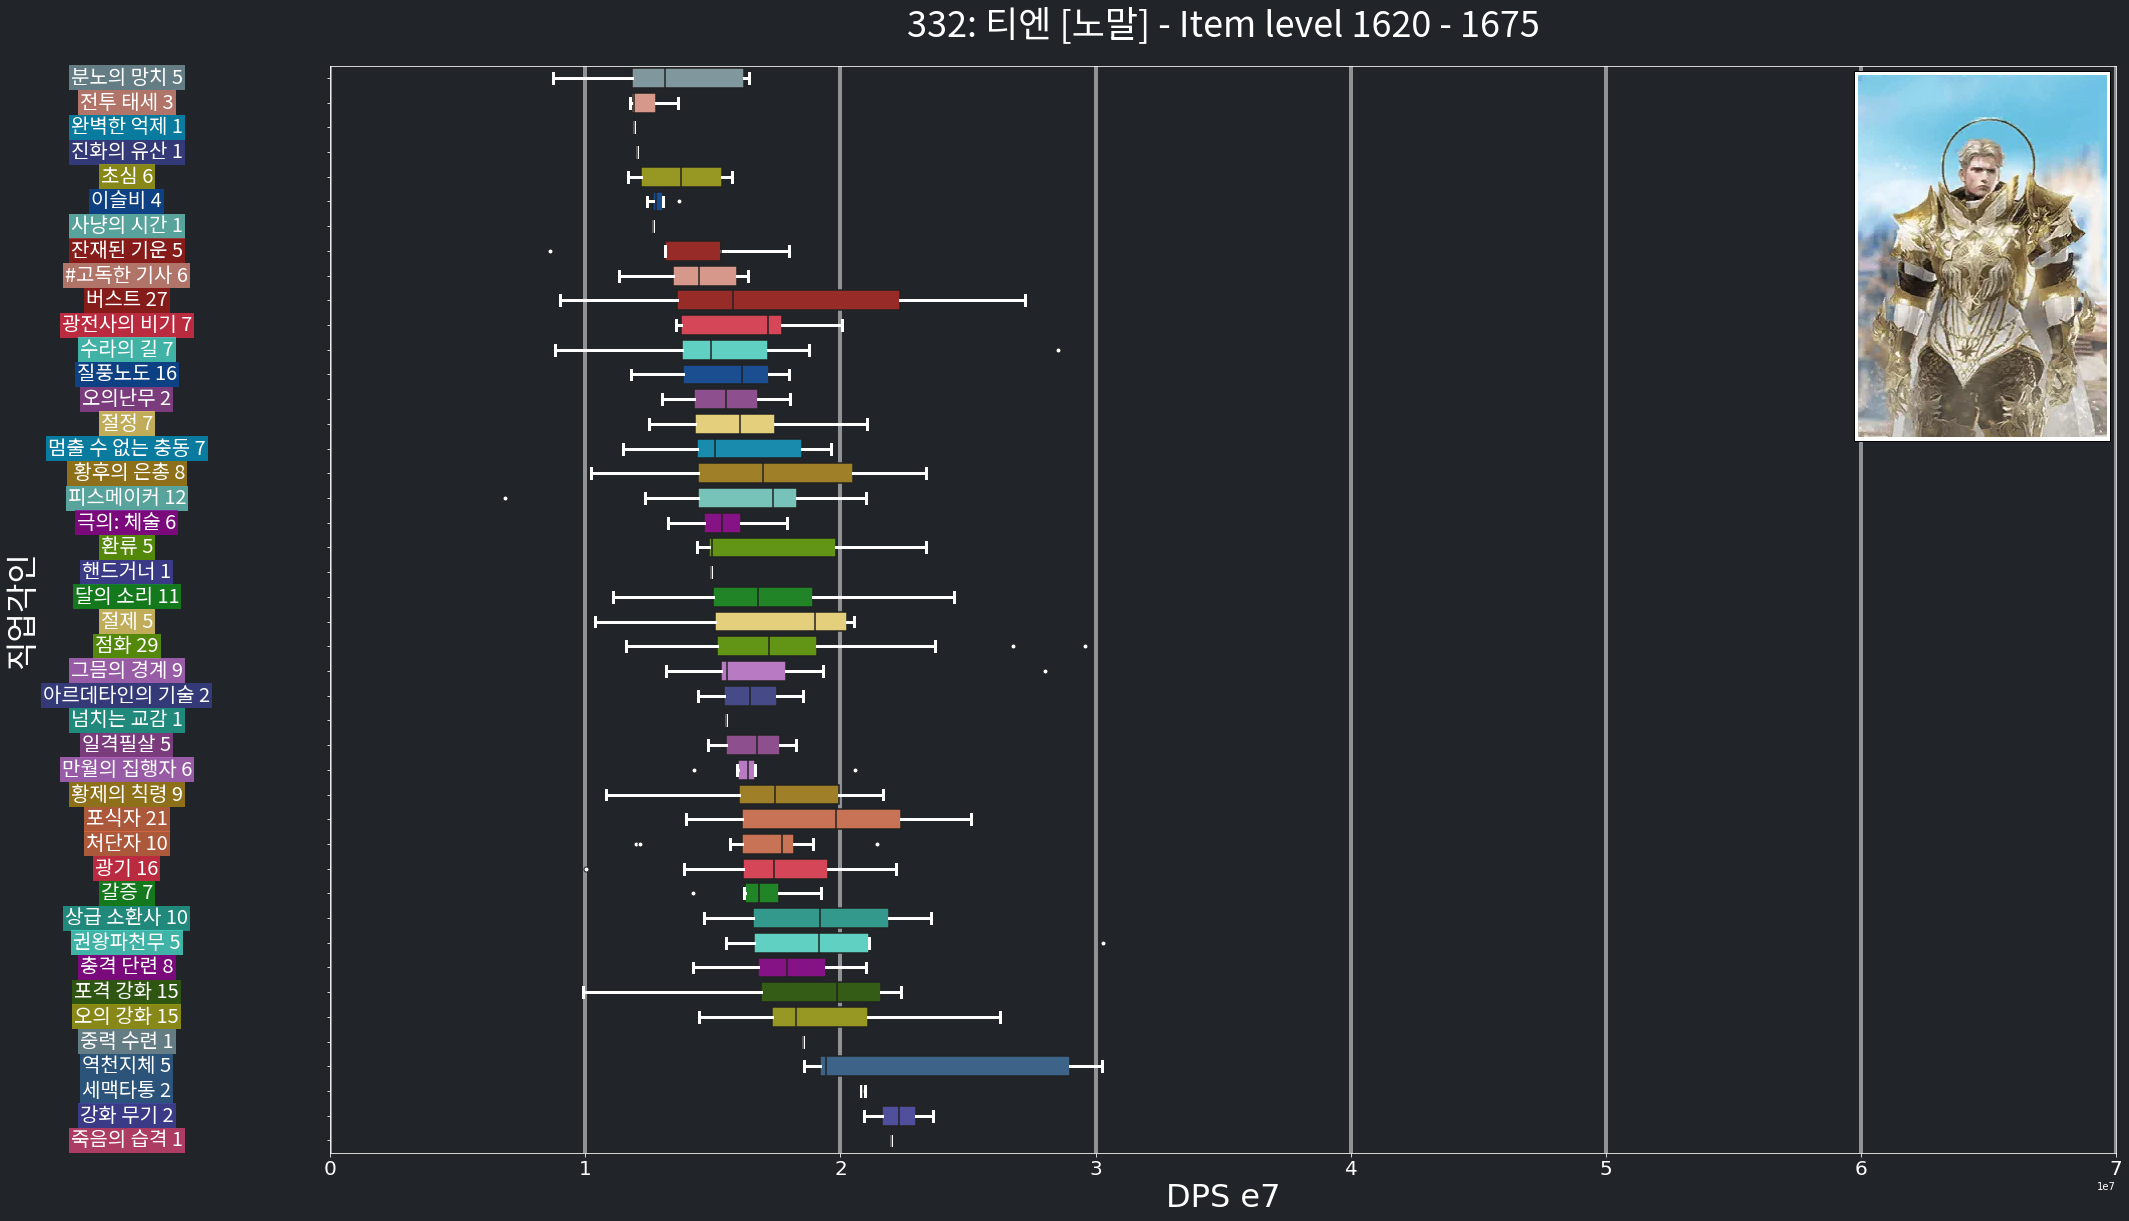 332: 티엔 [노말] - Item level 1620 - 1675
직업각인
분노의 망치 5
전투 태세 3
완벽한 억제 1
진화의 유산 1
초심 6
이슬비 4
사냥의 시간 1
잔재된 기운 5
#고독한 기사 6
버스트 27
광전사의 비기 7
수라의 길 7
질풍노도 16
오의난무 2
절정 7
멈출 수 없는 충동 7
황후의 은총 8
피스메이커 12
극의: 체술 6
환류 5
핸드거너 1
달의 소리 11
절제 5
점화 29
그믐의 경계 9
아르데타인의 기술 2
넘치는 교감 1
일격필살 5
만월의 집행자 6
황제의 칙령 9
포식자 21
처단자 10
광기 16
갈증 7
상급 소환사 10
권왕파천무 5
충격 단련 8
포격 강화 15
오의 강화 15
중력 수련 1
역천지체 5
세맥타통 2
강화 무기 2
죽음의 습격 1
0 1 2 3 4 5 6 7
1e7
DPS e7